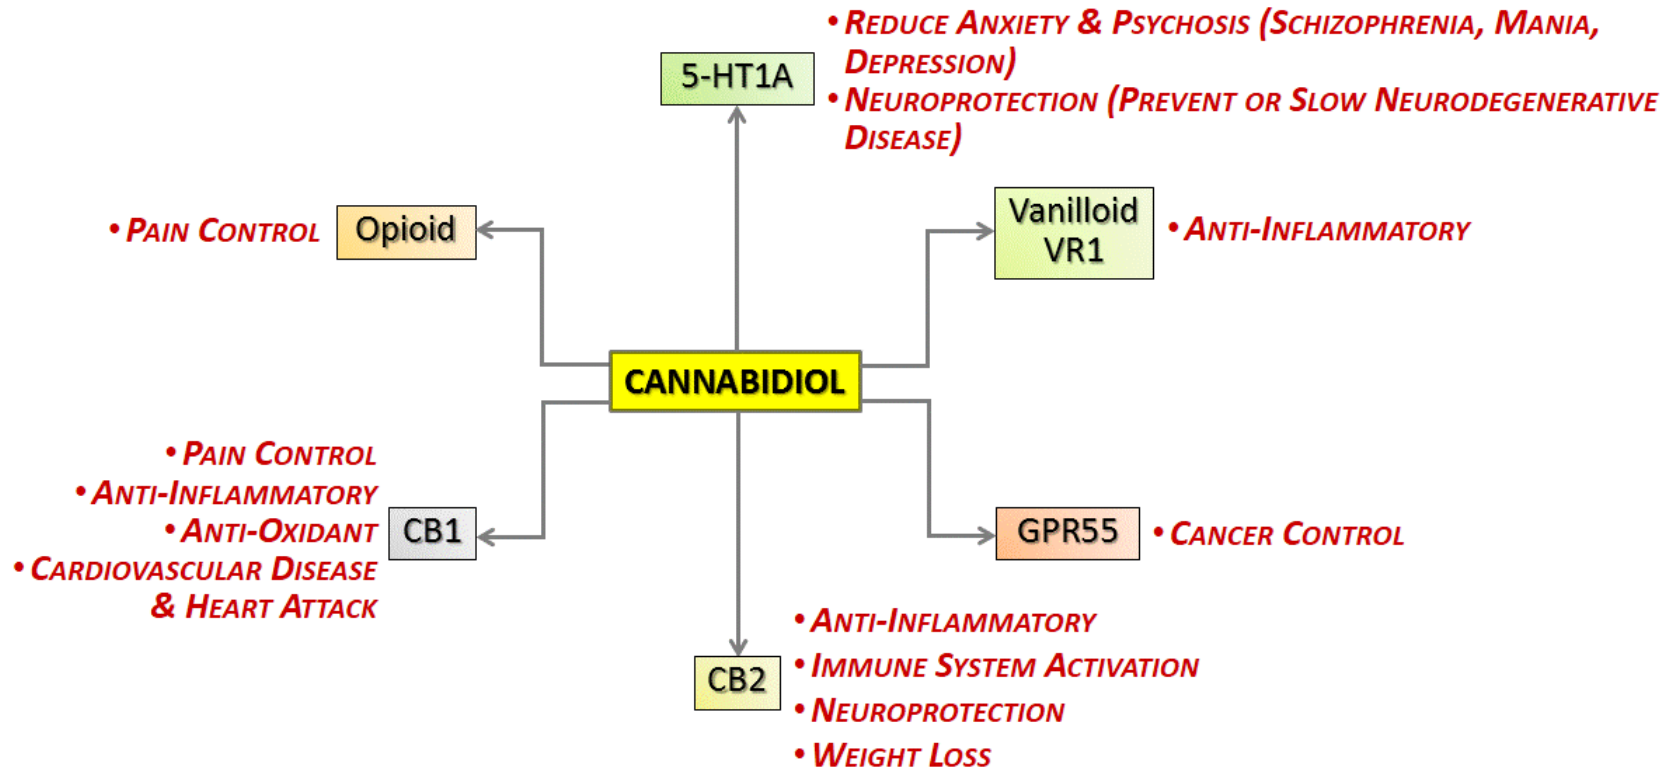 5-HT1A
• REDUCE ANXIETY & PSYCHOSIS (SCHIZOPHRENIA, MANIA,
DEPRESSION)
• NEUROPROTECTION (PREVENT OR SLOW NEURODEGENERATIVE
DISEASE)
• PAIN CONTROL
Opioid
Vanilloid
VR1
• ANTI-INFLAMMATORY
CANNABIDIOL
• PAIN CONTROL
• ANTI-INFLAMMATORY
• ANTI-OXIDANT
• CARDIOVASCULAR DISEASE
& HEART ATTACK
CB1
GPR55
• CANCER CONTROL
CB2
• ANTI-INFLAMMATORY
• IMMUNE SYSTEM ACTIVATION
• NEUROPROTECTION
• WEIGHT LOSS